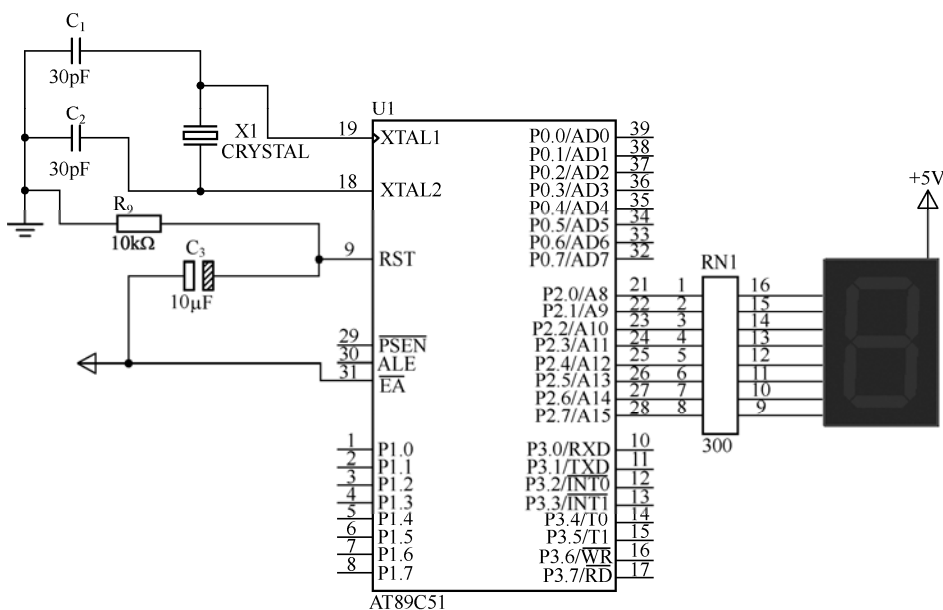 C1
30pF
C2
30pF
X1
CRYSTAL
R9
10kΩ
C3
10μF
U1
19
XTAL1
18
XTAL2
9
RST
29
PSEN
30
ALE
31
EA
1
P1.0
2
P1.1
3
P1.2
4
P1.3
5
P1.4
6
P1.5
7
P1.6
8
P1.7
P0.0/AD0
39
P0.1/AD1
38
P0.2/AD2
37
P0.3/AD3
36
P0.4/AD4
35
P0.5/AD5
34
P0.6/AD6
33
P0.7/AD7
32
P2.0/A8
21
P2.1/A9
22
P2.2/A10
23
P2.3/A11
24
P2.4/A12
25
P2.5/A13
26
P2.6/A14
27
P2.7/A15
28
P3.0/RXD
10
P3.1/TXD
11
P3.2/INT0
12
P3.3/INT1
13
P3.4/T0
14
P3.5/T1
15
P3.6/WR
16
P3.7/RD
17
AT89C51
RN1
1
16
2
15
3
14
4
13
5
12
6
11
7
10
8
9
300
+5V